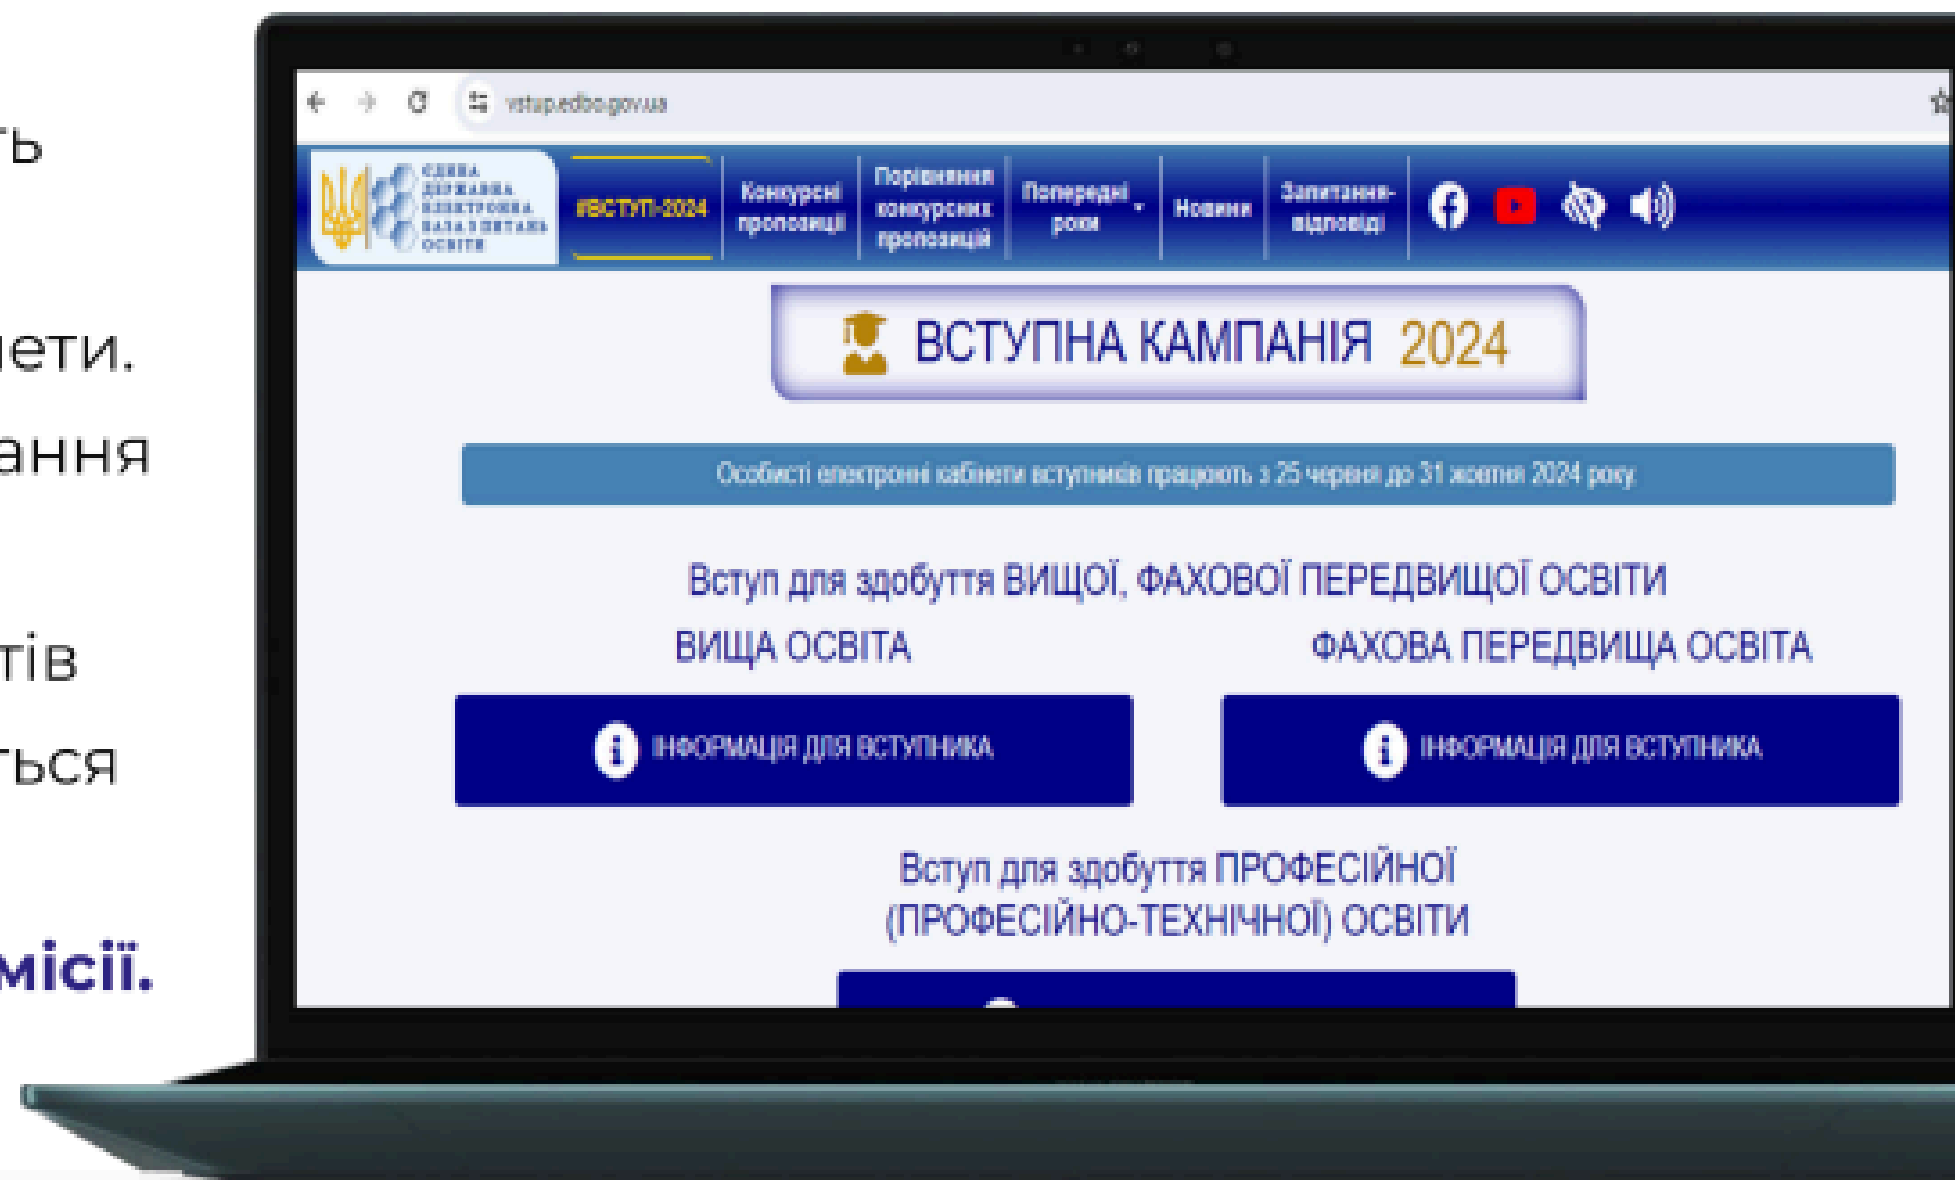 ть
нети.
ання
тів
ться
місії.
vstup.edbo.gov.ua
ЄДИНА
ДЕРЖАВНА
ЕЛЕКТРОННА
БАЗА З ПИТАНЬ
ОСВІТИ
#ВСТУП-2024
Конкурсні
пропозиції
Порівняння
конкурсних
пропозицій
Попередні
роки
Новини
Запитання-
відповіді
ВСТУПНА КАМПАНІЯ 2024
Особисті електронні кабінети вступників працюють з 25 червня до 31 жовтня 2024 року.
Вступ для здобуття ВИЩОЇ, ФАХОВОЇ ПЕРЕДВИЩОЇ ОСВІТИ
ВИЩА ОСВІТА
ФАХОВА ПЕРЕДВИЩА ОСВІТА
ІНФОРМАЦІЯ ДЛЯ ВСТУПНИКА
ІНФОРМАЦІЯ ДЛЯ ВСТУПНИКА
Вступ для здобуття ПРОФЕСІЙНОЇ
(ПРОФЕСІЙНО-ТЕХНІЧНОЇ) ОСВІТИ